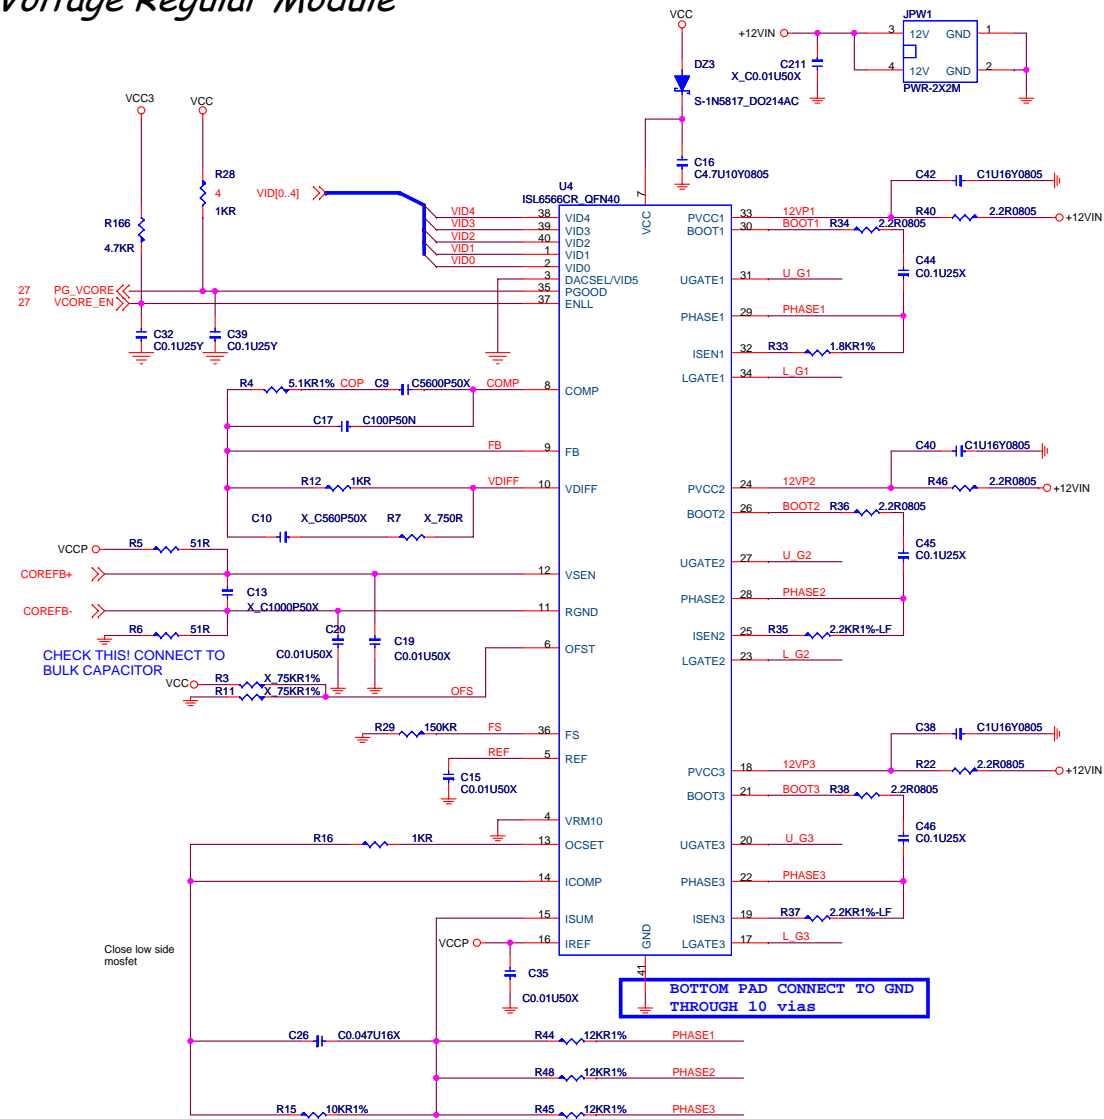 Voltage Regular Module
VCC
JPW1
+12VIN
3 12V GND 1
4 12V GND 2
PWR-2X2M
C211
X_C0.01U50X
DZ3
S-1N5817_DO214AC
C16
C4.7U10Y0805
VCC3
VCC
R28
4
1KR
R166
4.7KR
VID[0..4]
U4
ISL6566CR_QFN40
7
VCC
VID4 38 VID4
VID3 39 VID3
VID2 40 VID2
VID1 1 VID1
VID0 2 VID0
3 DACSEL/VID5
27 PG_VCORE 35 PGOOD
27 VCORE_EN 37 ENLL
C32
C0.1U25Y
C39
C0.1U25Y
R4 5.1KR1% COP C9 C5600P50X COMP 8 COMP
C17 C100P50N
FB 9 FB
R12 1KR VDIFF 10 VDIFF
C10 X_C560P50X R7 X_750R
VCCP R5 51R
COREFB+ 12 VSEN
C13
X_C1000P50X
COREFB- 11 RGND
R6 51R
C20
C0.01U50X
C19
C0.01U50X
6 OFST
CHECK THIS! CONNECT TO
BULK CAPACITOR
VCC R3 X_75KR1%
R11 X_75KR1% OFS
R29 150KR FS 36 FS
REF 5 REF
C15
C0.01U50X
4 VRM10
R16 1KR 13 OCSET
14 ICOMP
15 ISUM
VCCP 16 IREF
C35
C0.01U50X
Close low side
mosfet
GND
41
BOTTOM PAD CONNECT TO GND
THROUGH 10 vias
C26 C0.047U16X
R44 12KR1% PHASE1
R48 12KR1% PHASE2
R15 10KR1% R45 12KR1% PHASE3
C42 C1U16Y0805
PVCC1 33 12VP1 R40 2.2R0805 +12VIN
BOOT1 30 BOOT1 R34 2.2R0805
C44
C0.1U25X
UGATE1 31 U_G1
PHASE1 29 PHASE1
ISEN1 32 R33 1.8KR1%
LGATE1 34 L_G1
C40 C1U16Y0805
PVCC2 24 12VP2 R46 2.2R0805 +12VIN
BOOT2 26 BOOT2 R36 2.2R0805
C45
C0.1U25X
UGATE2 27 U_G2
PHASE2 28 PHASE2
ISEN2 25 R35 2.2KR1%-LF
LGATE2 23 L_G2
C38 C1U16Y0805
PVCC3 18 12VP3 R22 2.2R0805 +12VIN
BOOT3 21 BOOT3 R38 2.2R0805
C46
C0.1U25X
UGATE3 20 U_G3
PHASE3 22 PHASE3
ISEN3 19 R37 2.2KR1%-LF
LGATE3 17 L_G3